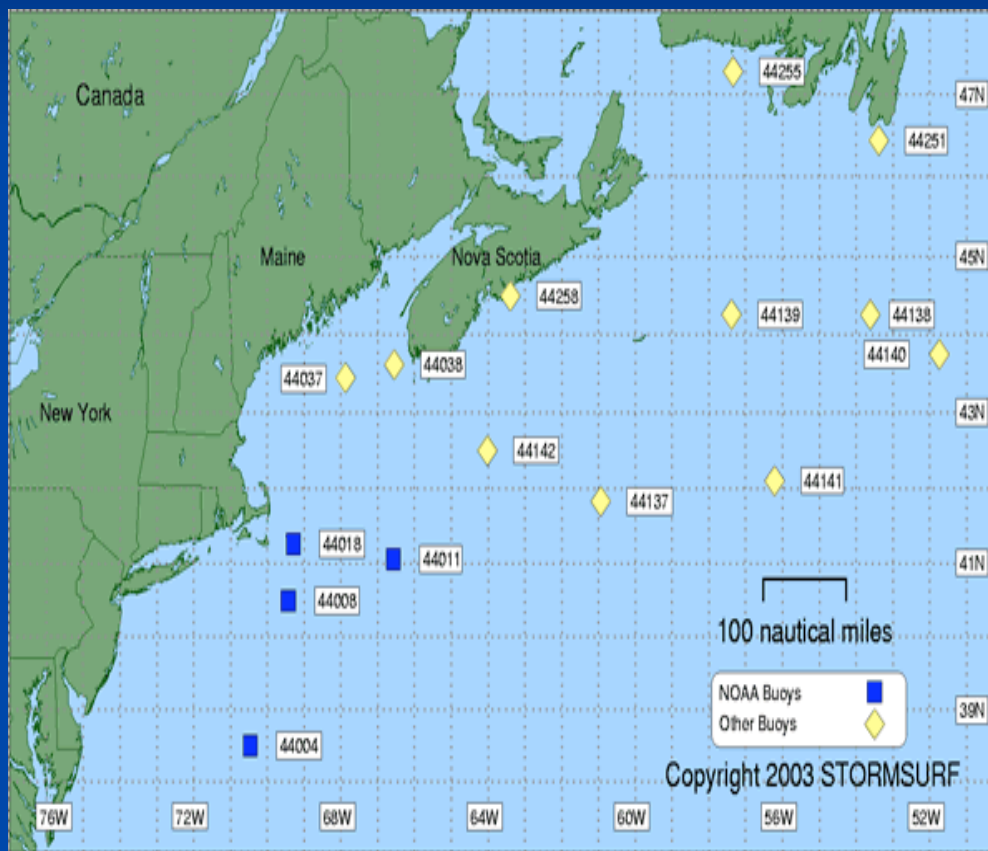 44255
Canada
47N
44251
Maine
Nova Scotia
45N
44258
44139
44138
44140
44038
44037
New York
43N
44142
44141
44137
44018
44011
41N
44008
100 nautical miles
NOAA Buoys
39N
Other Buoys
44004
Copyright 2003 STORMSURF
76W
72W
68W
64W
60W
56W
52W